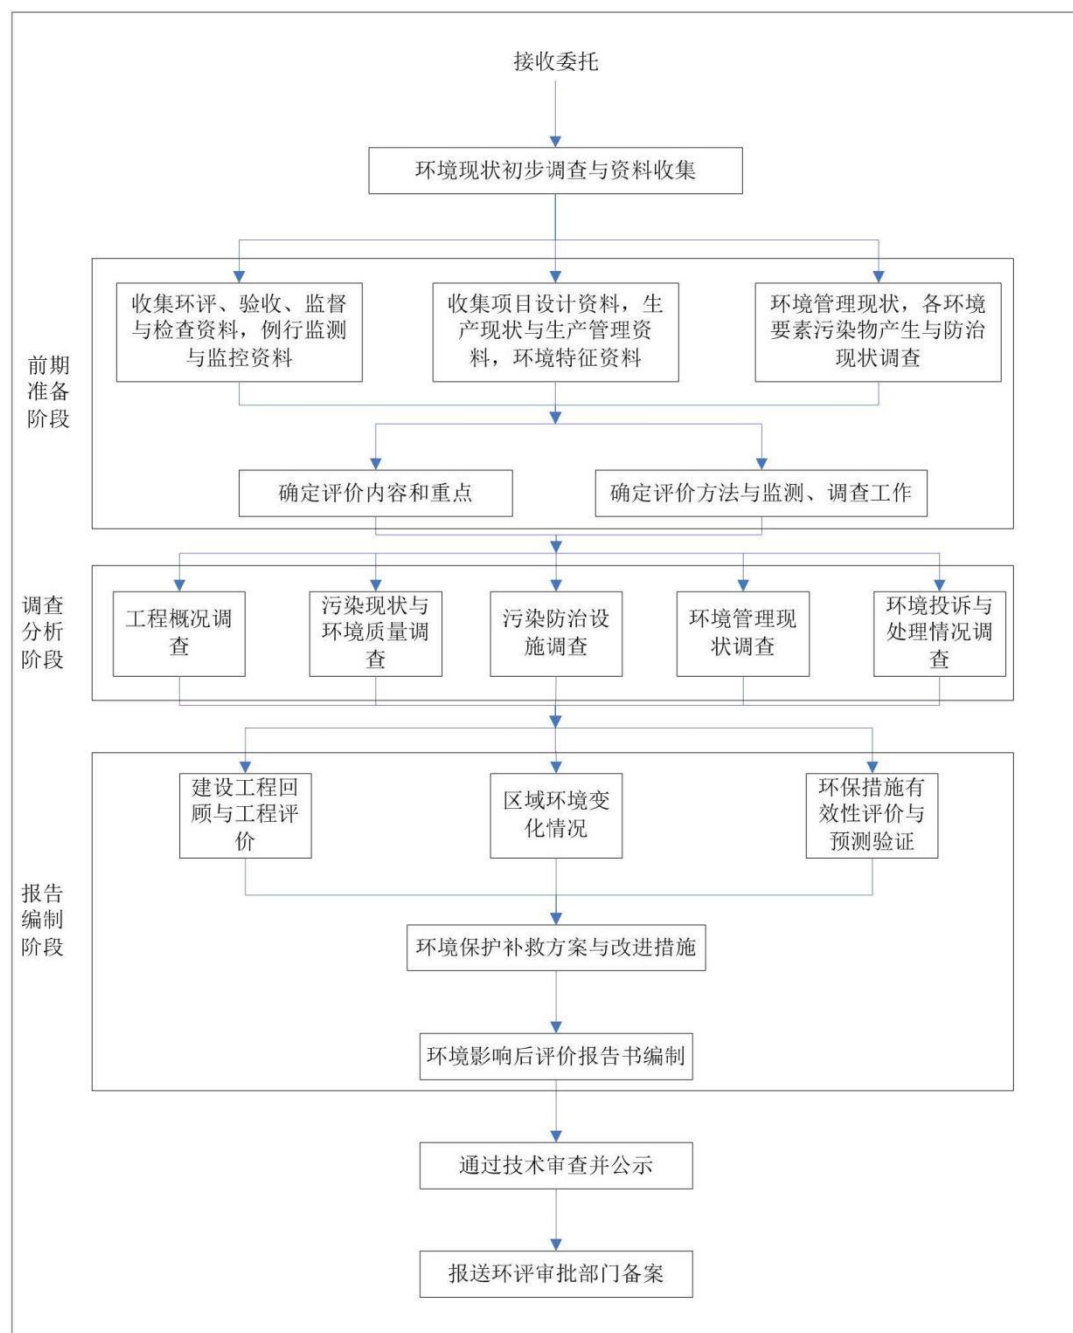 接收委托
环境现状初步调查与资料收集
前期
准备
阶段
收集环评、验收、监督
与检查资料，例行监测
与监控资料
收集项目设计资料，生
产现状与生产管理资
料，环境特征资料
环境管理现状，各环境
要素污染物产生与防治
现状调查
确定评价内容和重点
确定评价方法与监测、调查工作
调查
分析
阶段
工程概况调
查
污染现状与
环境质量调
查
污染防治设
施调查
环境管理现
状调查
环境投诉与
处理情况调
查
报告
编制
阶段
建设工程回
顾与工程评
价
区域环境变
化情况
环保措施有
效性评价与
预测验证
环境保护补救方案与改进措施
环境影响后评价报告书编制
通过技术审查并公示
报送环评审批部门备案